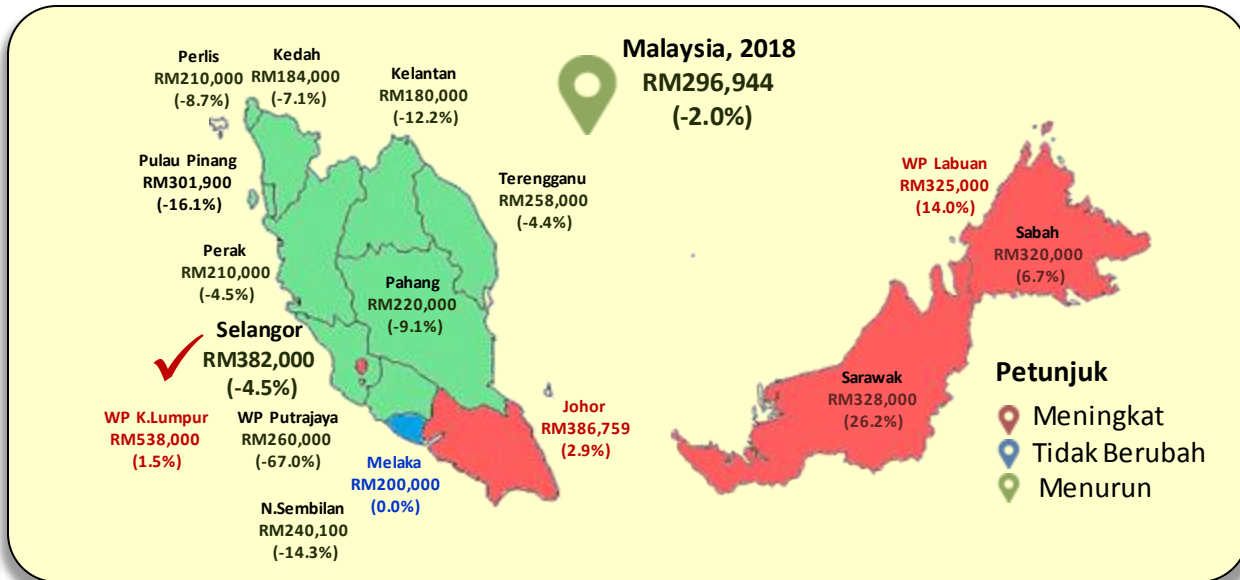 Malaysia, 2018
RM296,944
(-2.0%)
Perlis
RM210,000
(-8.7%)
Kedah
RM184,000
(-7.1%)
Kelantan
RM180,000
(-12.2%)
Pulau Pinang
RM301,900
(-16.1%)
Terengganu
RM258,000
(-4.4%)
Perak
RM210,000
(-4.5%)
Pahang
RM220,000
(-9.1%)
Selangor
RM382,000
(-4.5%)
WP K.Lumpur
RM538,000
(1.5%)
WP Putrajaya
RM260,000
(-67.0%)
Melaka
RM200,000
(0.0%)
Johor
RM386,759
(2.9%)
N.Sembilan
RM240,100
(-14.3%)
WP Labuan
RM325,000
(14.0%)
Sabah
RM320,000
(6.7%)
Sarawak
RM328,000
(26.2%)
Petunjuk
Meningkat
Tidak Berubah
Menurun